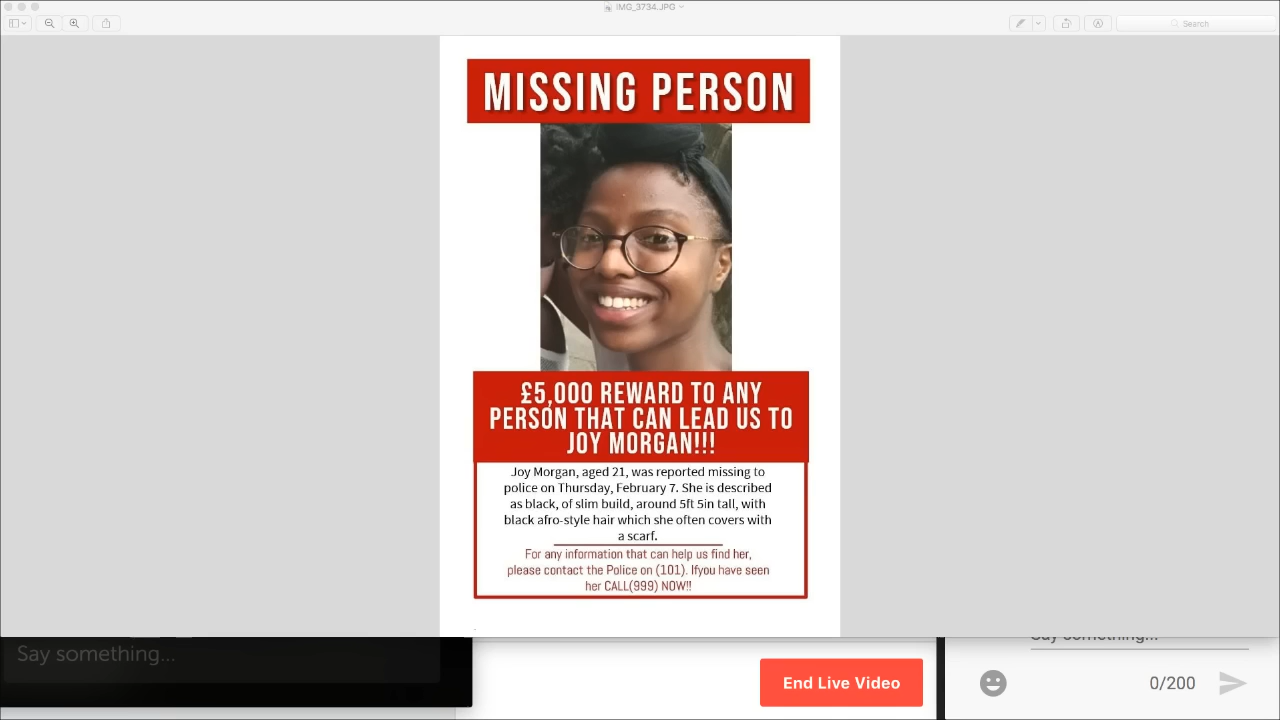 IMG_3734.JPG
Search
MISSING PERSON
£5,000 REWARD TO ANY
PERSON THAT CAN LEAD US TO
JOY MORGAN!!!
Joy Morgan, aged 21, was reported missing to
police on Thursday, February 7. She is described
as black, of slim build, around 5ft 5in tall, with
black afro-style hair which she often covers with
a scarf.
For any information that can help us find her,
please contact the Police on (101). Ifyou have seen
her CALL(999) NOW!!
Say something...
End Live Video
Say something...
0/200